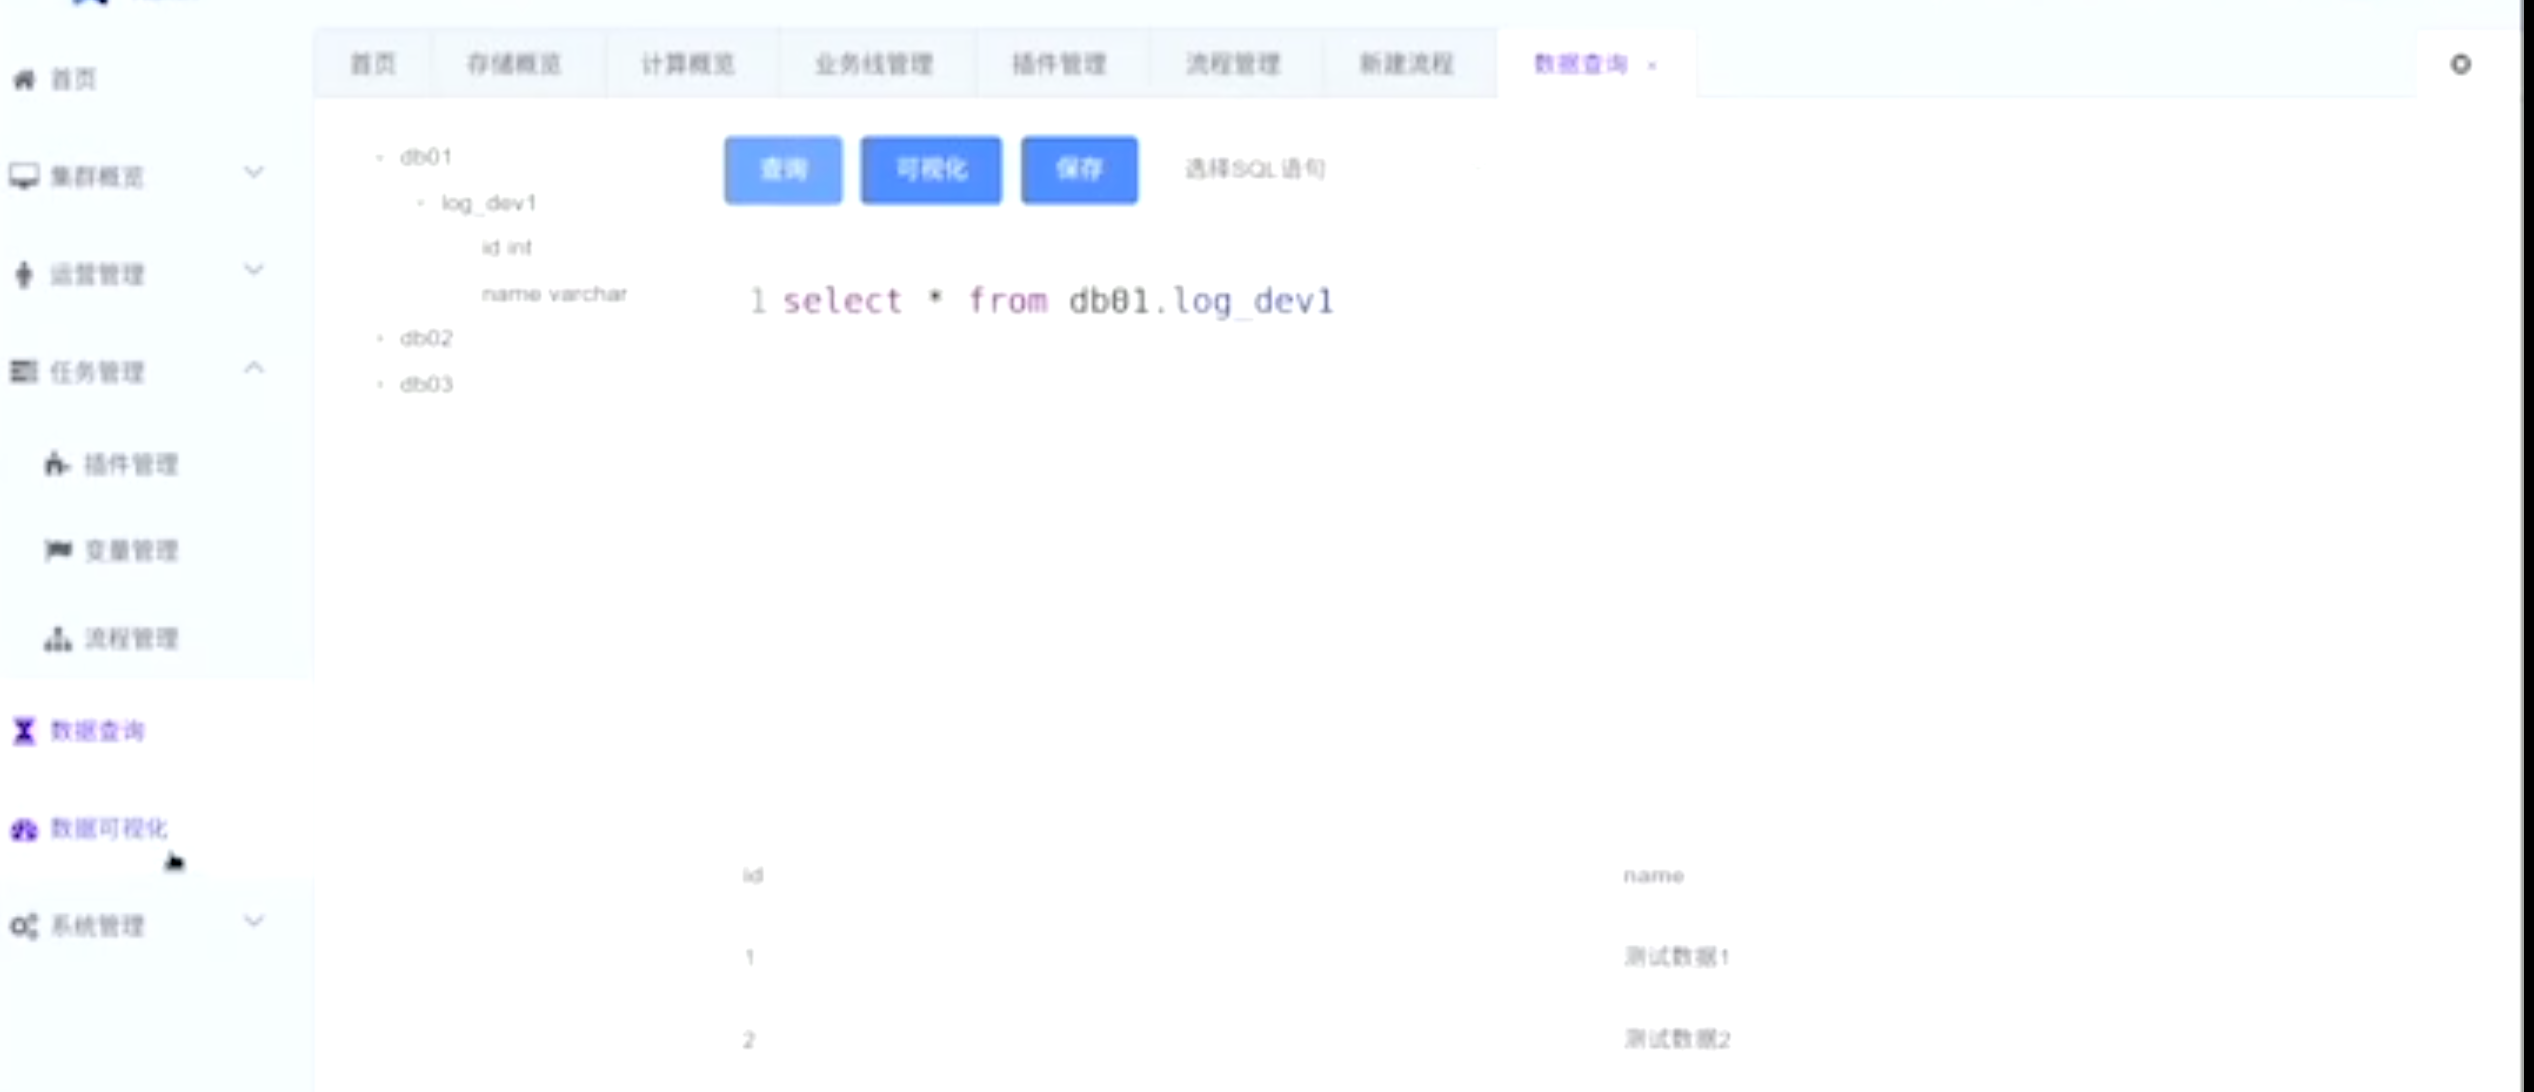 首页 存储概览 计算概览 业务线管理 插件管理 流程管理 新建流程 数据查询 ×
首页
集群概览
运营管理
任务管理
插件管理
变量管理
流程管理
数据查询
数据可视化
系统管理
db01
log_dev1
id int
name varchar
db02
db03
查询 可视化 保存 选择SQL语句
1 select * from db01.log_dev1
id name
1 测试数据1
2 测试数据2